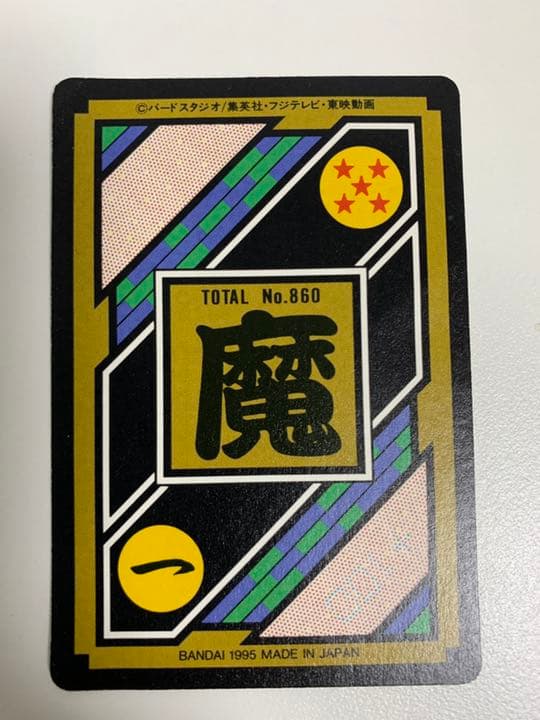 ©バードスタジオ/集英社・フジテレビ・東映動画
TOTAL No.860
魔
一
BANDAI 1995 MADE IN JAPAN